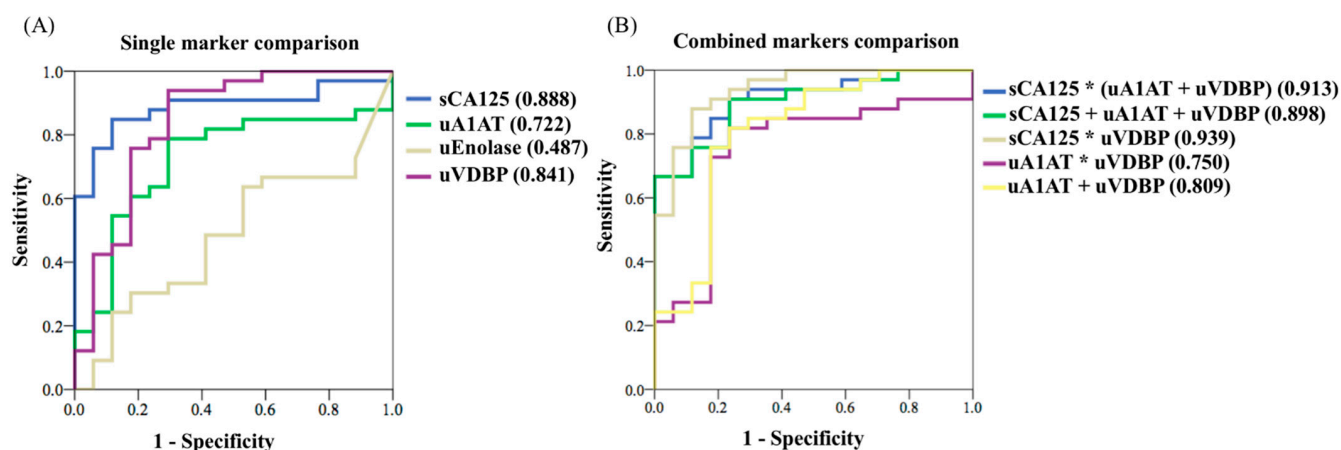 (A)
Single marker comparison
1.0
0.8
0.6
0.4
0.2
0.0
Sensitivity
0.0 0.2 0.4 0.6 0.8 1.0
1 - Specificity
sCA125 (0.888)
uA1AT (0.722)
uEnolase (0.487)
uVDBP (0.841)
(B)
Combined markers comparison
1.0
0.8
0.6
0.4
0.2
0.0
Sensitivity
0.0 0.2 0.4 0.6 0.8 1.0
1 - Specificity
sCA125 * (uA1AT + uVDBP) (0.913)
sCA125 + uA1AT + uVDBP (0.898)
sCA125 * uVDBP (0.939)
uA1AT * uVDBP (0.750)
uA1AT + uVDBP (0.809)